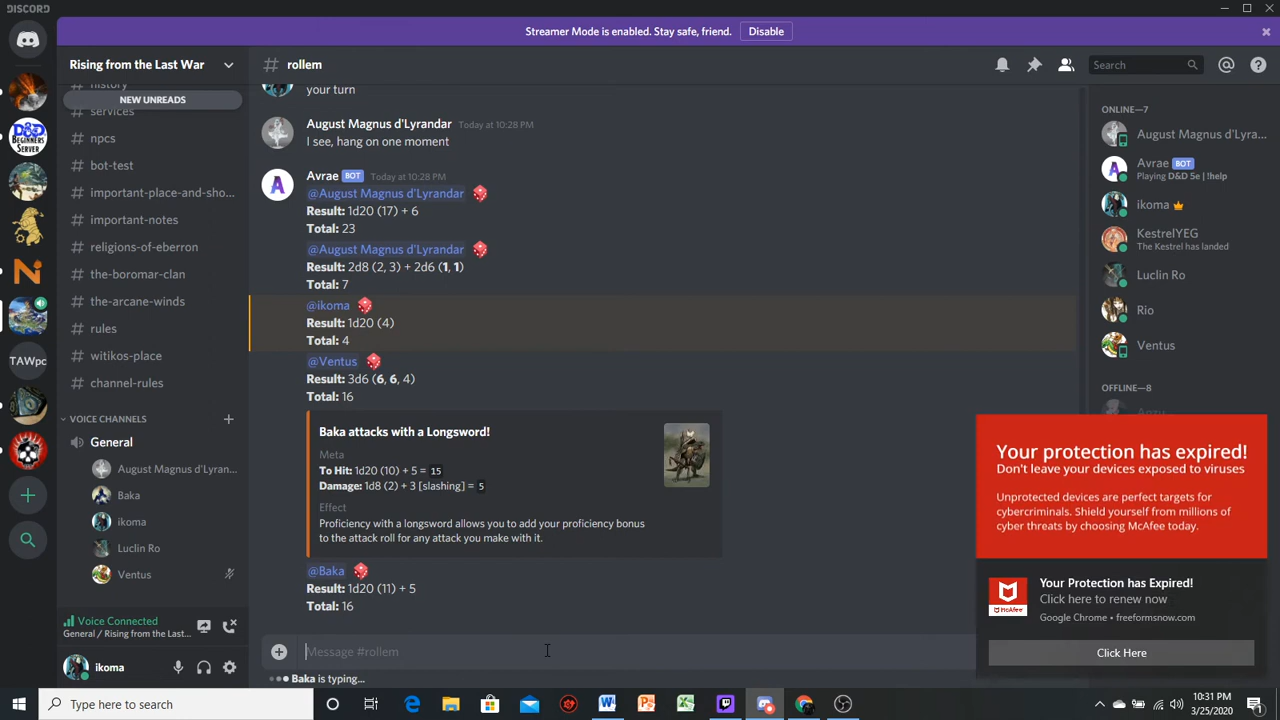 DISCORD
Streamer Mode is enabled. Stay safe, friend. Disable
Rising from the Last War
# rollem
Search
history
NEW UNREADS
services
# npcs
# bot-test
# important-place-and-sho...
# important-notes
# religions-of-eberron
# the-boromar-clan
# the-arcane-winds
# rules
# witikos-place
# channel-rules
VOICE CHANNELS
General
August Magnus d'Lyran...
Baka
ikoma
Luclin Ro
Ventus
Voice Connected
General / Rising from the Last...
ikoma
TAWpc
your turn
August Magnus d'Lyrandar Today at 10:28 PM
I see, hang on one moment
Avrae BOT Today at 10:28 PM
@August Magnus d'Lyrandar
Result: 1d20 (17) + 6
Total: 23
@August Magnus d'Lyrandar
Result: 2d8 (2, 3) + 2d6 (1, 1)
Total: 7
@ikoma
Result: 1d20 (4)
Total: 4
@Ventus
Result: 3d6 (6, 6, 4)
Total: 16
Baka attacks with a Longsword!
Meta
To Hit: 1d20 (10) + 5 = 15
Damage: 1d8 (2) + 3 [slashing] = 5
Effect
Proficiency with a longsword allows you to add your proficiency bonus
to the attack roll for any attack you make with it.
@Baka
Result: 1d20 (11) + 5
Total: 16
Message #rollem
Baka is typing...
ONLINE—7
August Magnus d'Lyra...
Avrae BOT
Playing D&D 5e | !help
ikoma
KestrelYEG
The Kestrel has landed
Luclin Ro
Rio
Ventus
OFFLINE—8
Your protection has expired!
Don't leave your devices exposed to viruses
Unprotected devices are perfect targets for
cybercriminals. Shield yourself from millions of
cyber threats by choosing McAfee today.
McAfee
Your Protection has Expired!
Click here to renew now
Google Chrome • freeformsnow.com
Click Here
Type here to search
10:31 PM
3/25/2020